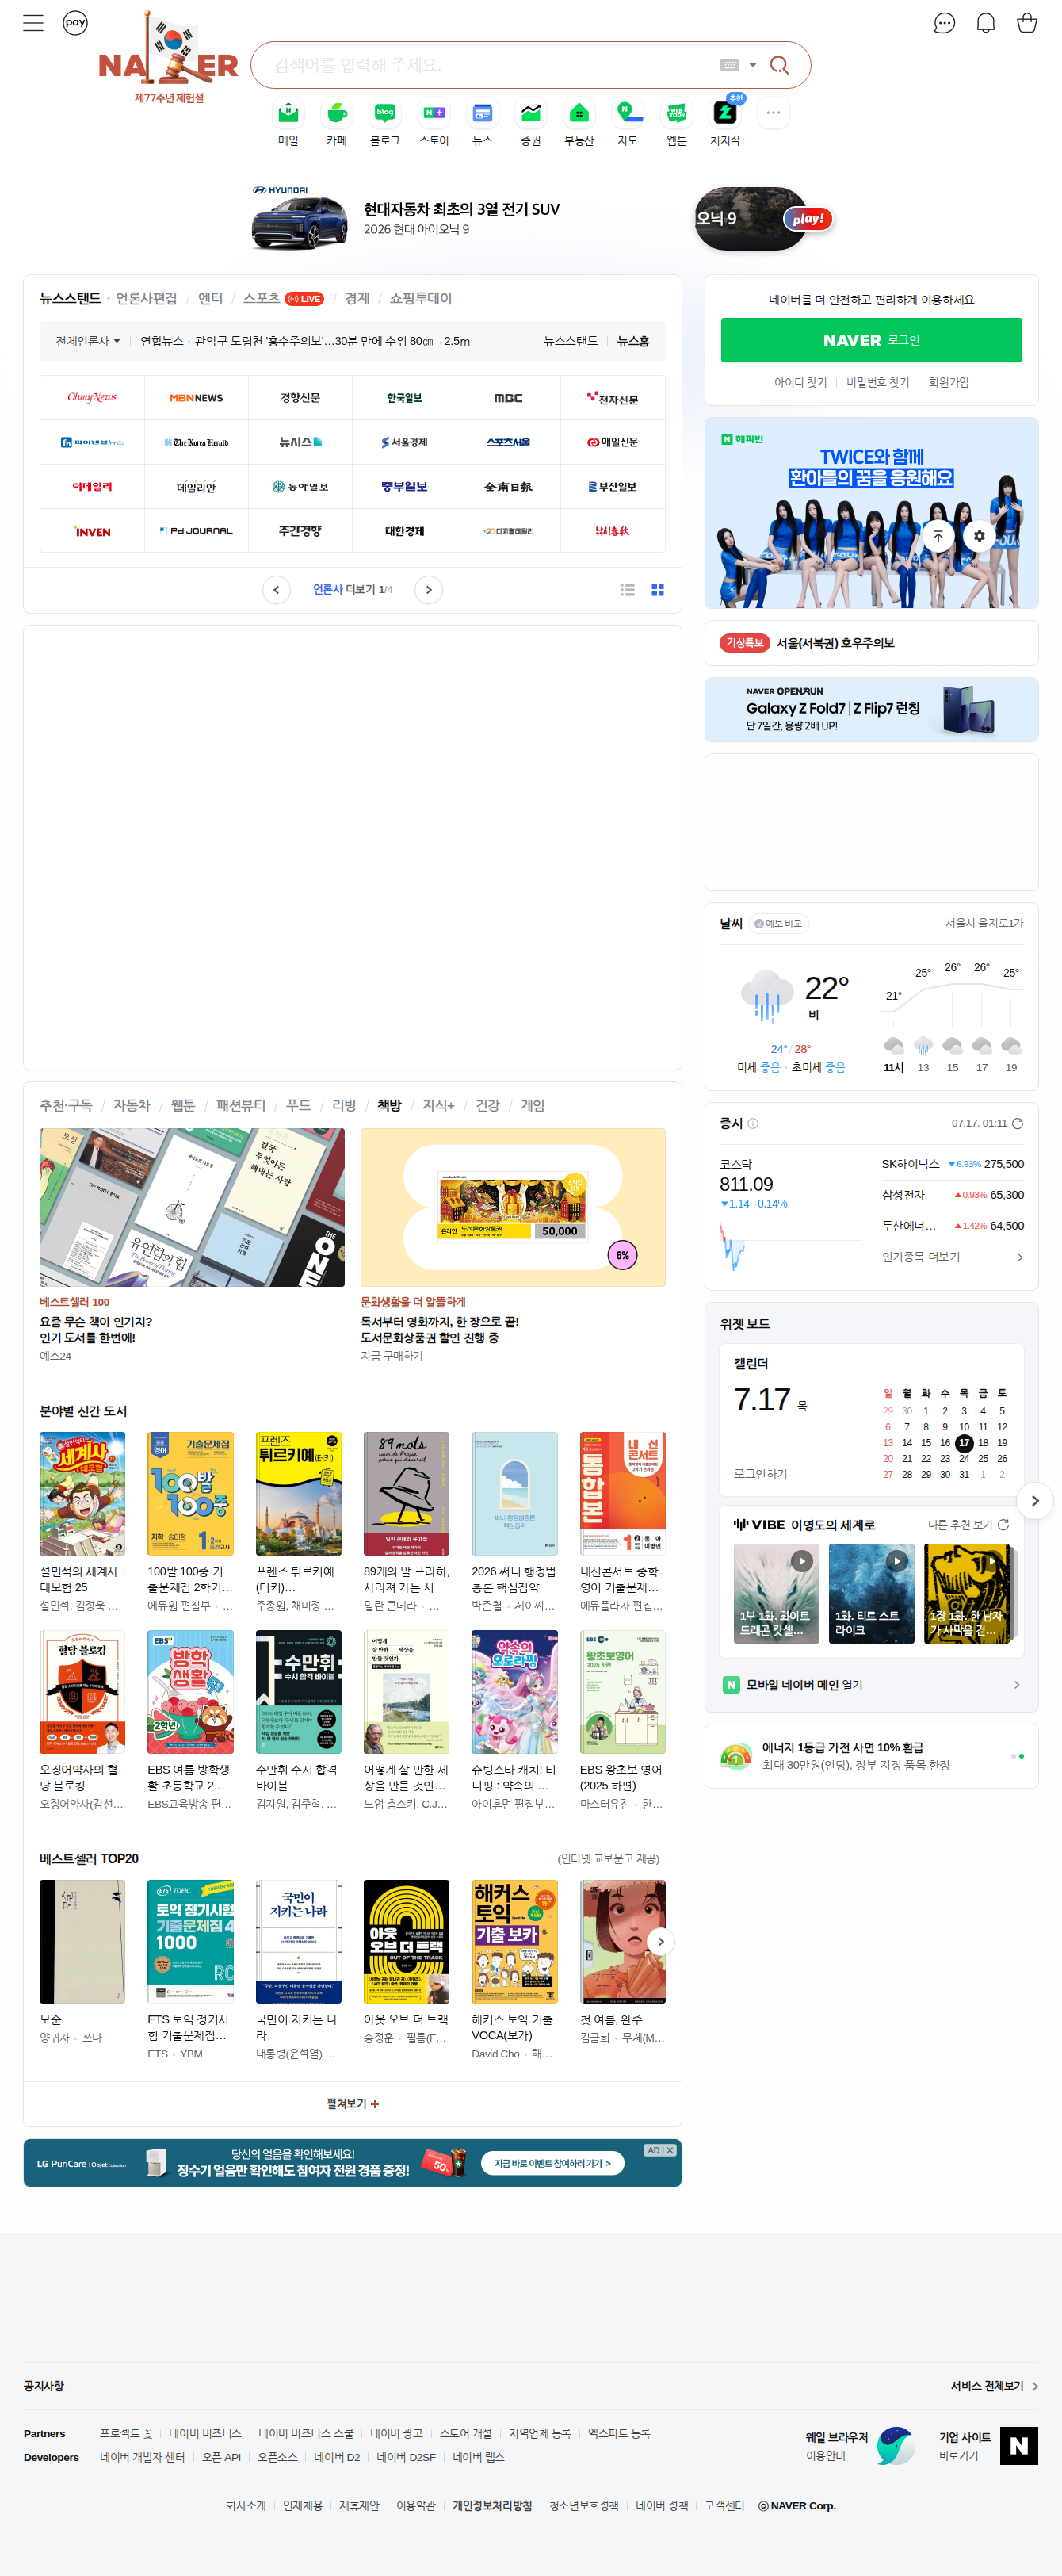 pay
NAVER
제77주년 제헌절
검색어를 입력해 주세요.
추천
메일
카페
블로그
스토어
뉴스
증권
부동산
지도
웹툰
치지직
HYUNDAI
현대자동차 최초의 3열 전기 SUV
2026 현대 아이오닉 9
오닉 9
play!
뉴스스탠드 언론사편집 엔터 스포츠 LIVE 경제 쇼핑투데이
전체언론사 연합뉴스 관악구 도림천 '홍수주의보'…30분 만에 수위 80㎝→2.5m 뉴스스탠드 뉴스홈
OhmyNews MBN NEWS 경향신문 한국일보 MBC 전자신문
파이낸셜뉴스 The Korea Herald 뉴시스 서울경제 스포츠서울 매일신문
이데일리 데일리안 동아일보 중부일보 全南日報 부산일보
INVEN Pd JOURNAL 주간경향 대한경제 디지털데일리 新春秋
언론사 더보기 1/4
네이버를 더 안전하고 편리하게 이용하세요
NAVER 로그인
아이디 찾기 비밀번호 찾기 회원가입
해피빈
TWICE와 함께
환아들의 꿈을 응원해요
기상특보 서울(서북권) 호우주의보
NAVER OPENRUN
Galaxy Z Fold7 | Z Flip7 런칭
단 7일간, 용량 2배 UP!
날씨 예보 비교 서울시 을지로1가
22°
비
24° / 28°
미세 좋음 · 초미세 좋음
21° 25° 26° 26° 25°
11시 13 15 17 19
증시 07.17. 01:11
코스닥
811.09
▼1.14 -0.14%
SK하이닉스 ▼6.93% 275,500
삼성전자 ▲0.93% 65,300
두산에너… ▲1.42% 64,500
인기종목 더보기
위젯 보드
캘린더
7.17 목
로그인하기
일 월 화 수 목 금 토
29 30 1 2 3 4 5
6 7 8 9 10 11 12
13 14 15 16 17 18 19
20 21 22 23 24 25 26
27 28 29 30 31 1 2
VIBE 이영도의 세계로 다른 추천 보기
1부 1화. 화이트
드래곤 캇셀…
1화. 티르 스트
라이크
1장 1화. 한 남자
가 사막을 걷…
모바일 네이버 메인 열기
에너지 1등급 가전 사면 10% 환급
최대 30만원(인당), 정부 지정 품목 한정
추천·구독 자동차 웹툰 패션뷰티 푸드 리빙 책방 지식+ 건강 게임
온라인 도서문화상품권 50,000
6%
베스트셀러 100
요즘 무슨 책이 인기지?
인기 도서를 한번에!
예스24
문화생활을 더 알뜰하게
독서부터 영화까지, 한 장으로 끝!
도서문화상품권 할인 진행 중
지금 구매하기
분야별 신간 도서
설민석의 세계사
대모험 25
설민석, 김정욱 …
100발 100중 기
출문제집 2학기…
에듀원 편집부 · …
프렌즈 튀르키예
(터키)…
주종원, 채미정 …
89개의 말 프라하,
사라져 가는 시
밀란 쿤데라 · …
2026 써니 행정법
총론 핵심집약
박준철 · 제이씨…
내신콘서트 중학
영어 기출문제…
에듀플라자 편집…
오징어약사의 혈
당 블로킹
오징어약사(김선…
EBS 여름 방학생
활 초등학교 2…
EBS교육방송 편…
수만휘 수시 합격
바이블
김지원, 김주혁, …
어떻게 살 만한 세
상을 만들 것인…
노엄 촘스키, C.J…
슈팅스타 캐치! 티
니핑 : 약속의 …
아이휴먼 편집부…
EBS 왕초보 영어
(2025 하편)
마스터유진 · 한…
베스트셀러 TOP20 (인터넷 교보문고 제공)
모순
양귀자 · 쓰다
ETS 토익 정기시
험 기출문제집…
ETS · YBM
국민이 지키는 나
라
대통령(윤석열) …
아웃 오브 더 트랙
송정훈 · 필름(F…
해커스 토익 기출
VOCA(보카)
David Cho · 해…
첫 여름, 완주
김금희 · 무제(M…
펼쳐보기
LG PuriCare | Objet Collection
당신의 얼음을 확인해보세요!
정수기 얼음만 확인해도 참여자 전원 경품 증정!
지금 바로 이벤트 참여하러 가기 >
AD
공지사항 서비스 전체보기
Partners 프로젝트 꽃 네이버 비즈니스 네이버 비즈니스 스쿨 네이버 광고 스토어 개설 지역업체 등록 엑스퍼트 등록
Developers 네이버 개발자 센터 오픈 API 오픈소스 네이버 D2 네이버 D2SF 네이버 랩스
웨일 브라우저
이용안내
기업 사이트
바로가기
회사소개 인재채용 제휴제안 이용약관 개인정보처리방침 청소년보호정책 네이버 정책 고객센터 ⓒ NAVER Corp.